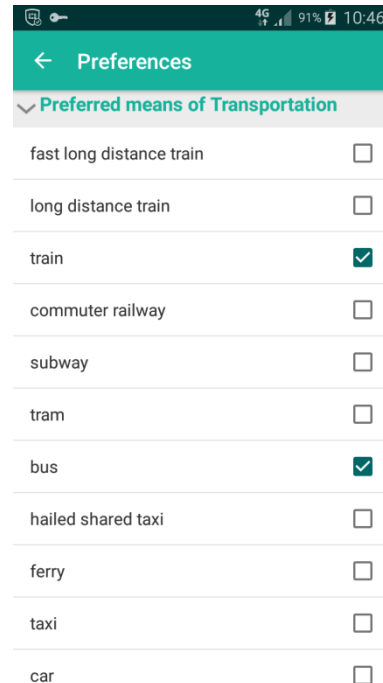 4G 91% 10:46
Preferences
Preferred means of Transportation
fast long distance train
long distance train
train
commuter railway
subway
tram
bus
hailed shared taxi
ferry
taxi
car